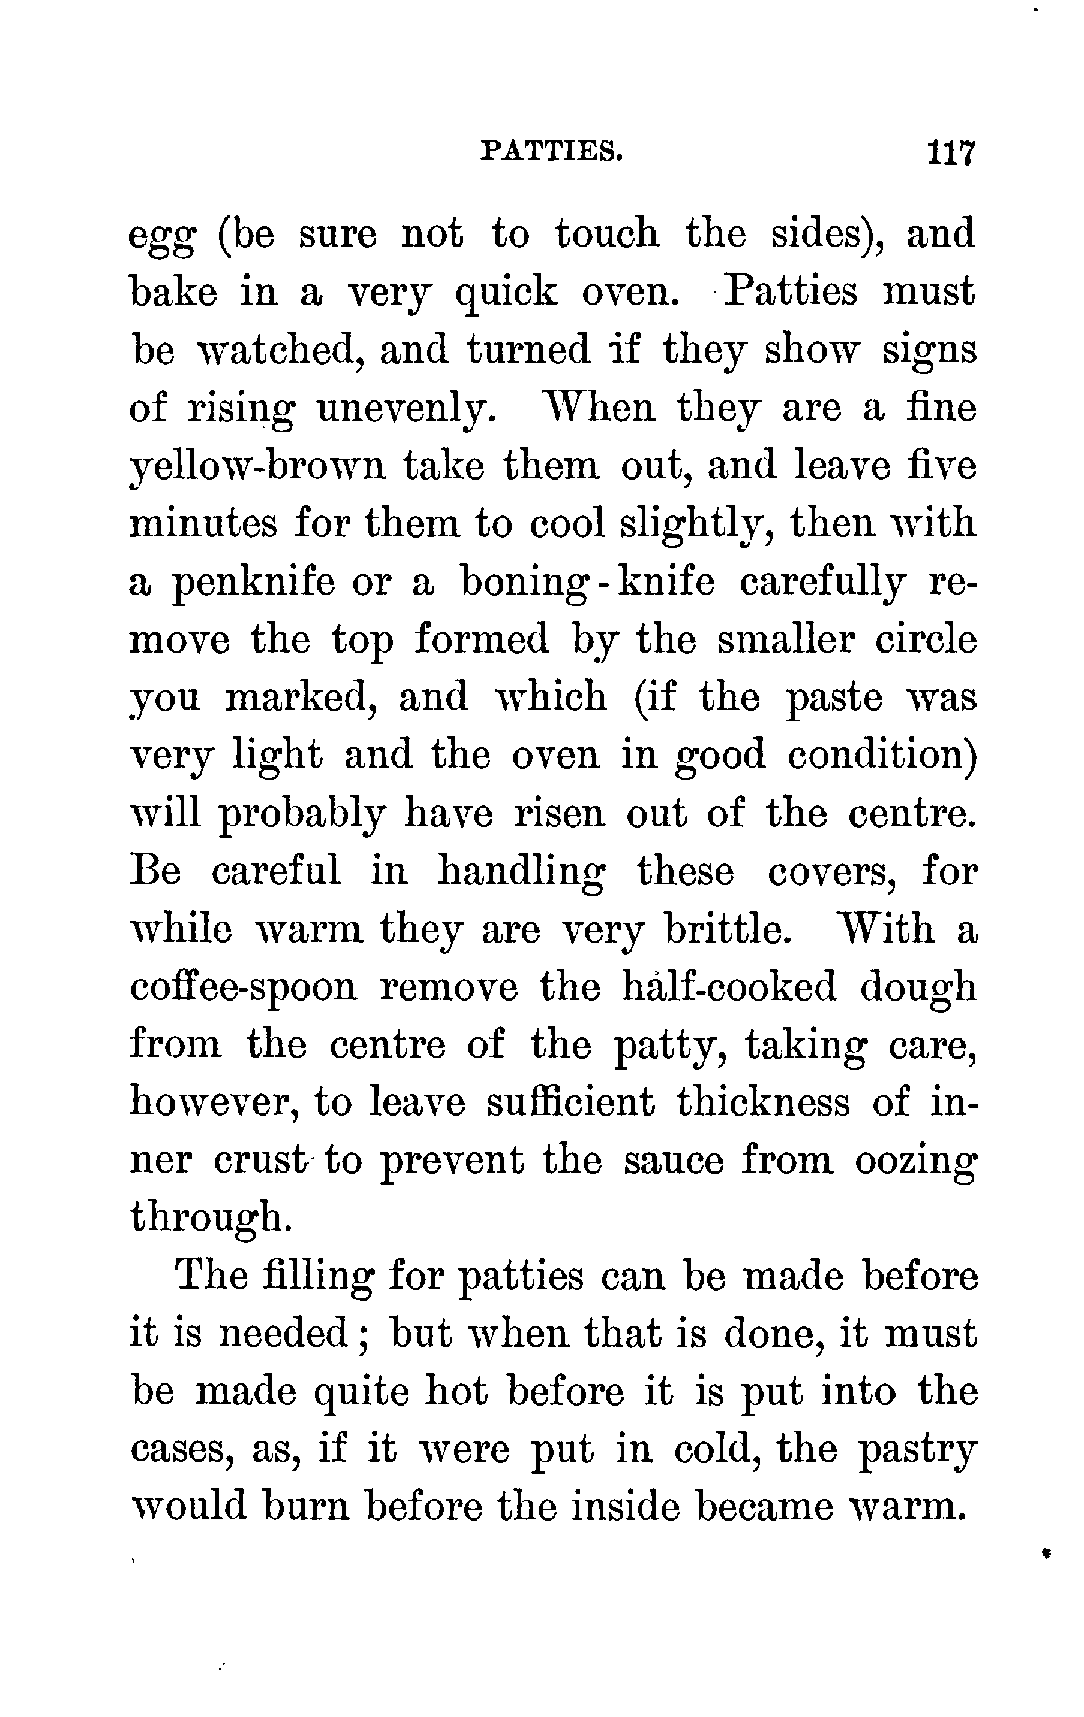 PATTIES. 117
egg (be sure not to touch the sides), and
bake in a very quick oven. Patties must
be watched, and turned if they show signs
of rising unevenly. When they are a fine
yellow-brown take them out, and leave five
minutes for them to cool slightly, then with
a penknife or a boning-knife carefully re-
move the top formed by the smaller circle
you marked, and which (if the paste was
very light and the oven in good condition)
will probably have risen out of the centre.
Be careful in handling these covers, for
while warm they are very brittle. With a
coffee-spoon remove the half-cooked dough
from the centre of the patty, taking care,
however, to leave sufficient thickness of in-
ner crust to prevent the sauce from oozing
through.
The filling for patties can be made before
it is needed; but when that is done, it must
be made quite hot before it is put into the
cases, as, if it were put in cold, the pastry
would burn before the inside became warm.